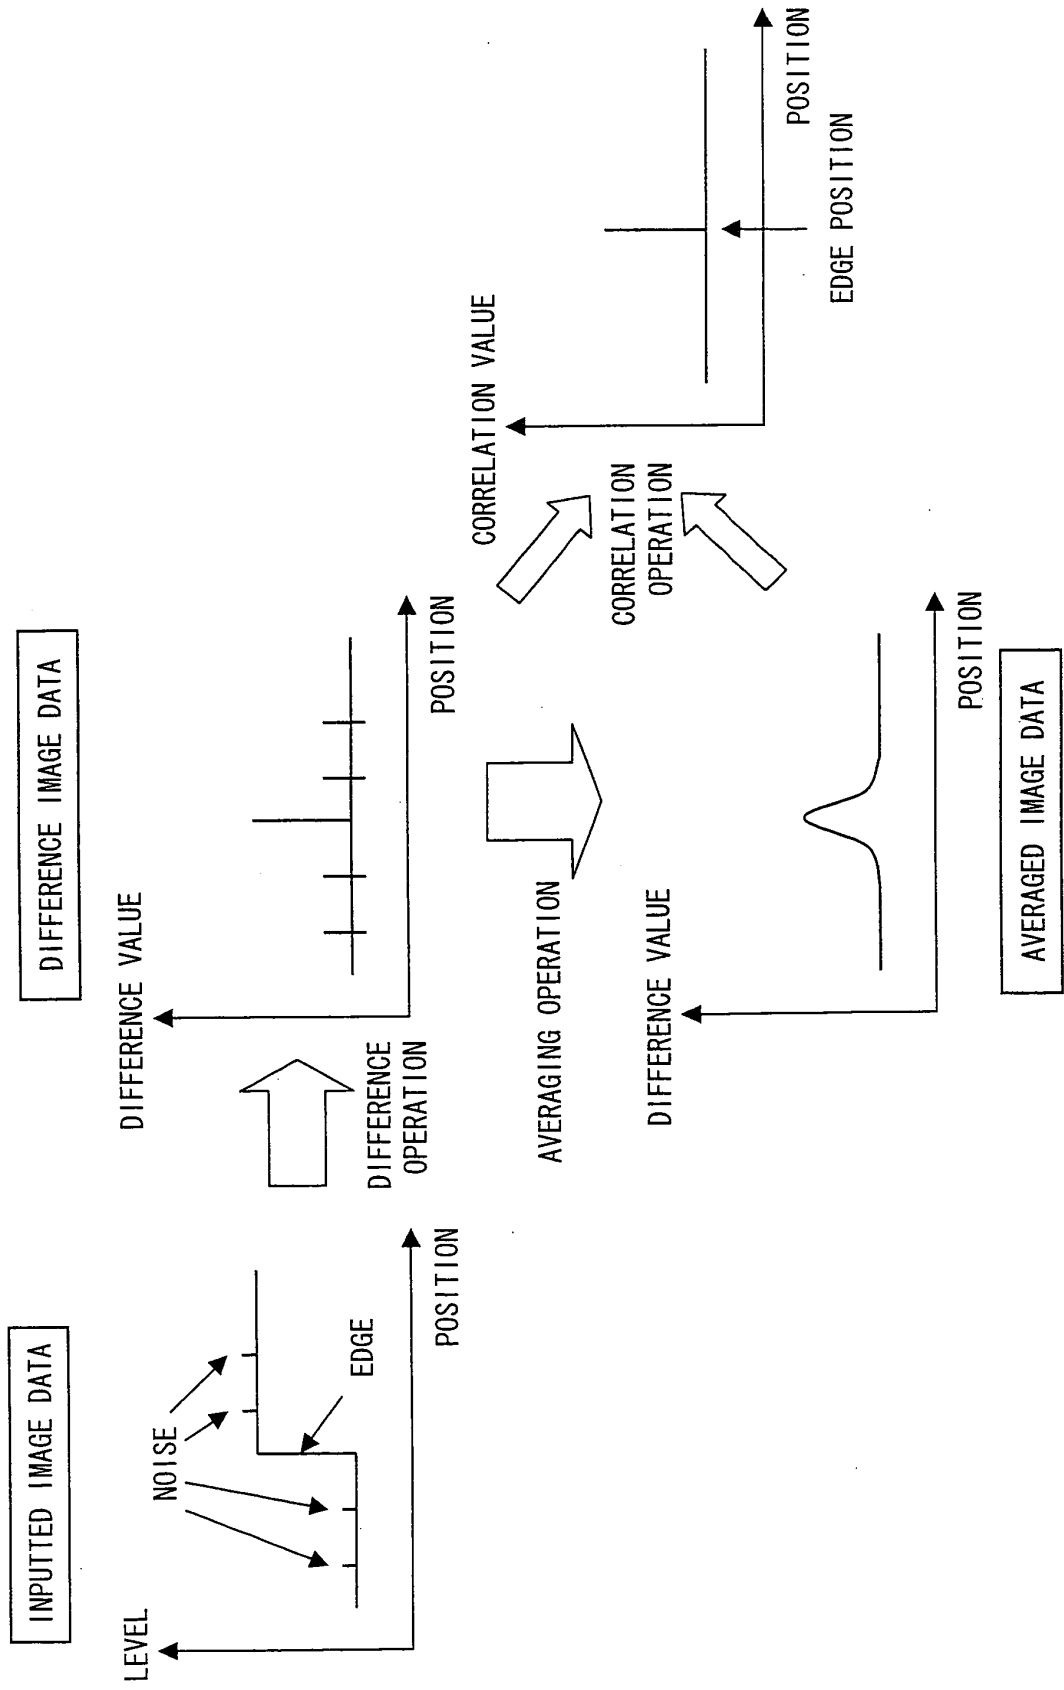 INPUTTED IMAGE DATA
LEVEL
NOISE
EDGE
POSITION
DIFFERENCE
OPERATION
DIFFERENCE IMAGE DATA
DIFFERENCE VALUE
POSITION
AVERAGING OPERATION
DIFFERENCE VALUE
POSITION
AVERAGED IMAGE DATA
CORRELATION
OPERATION
CORRELATION VALUE
POSITION
EDGE POSITION